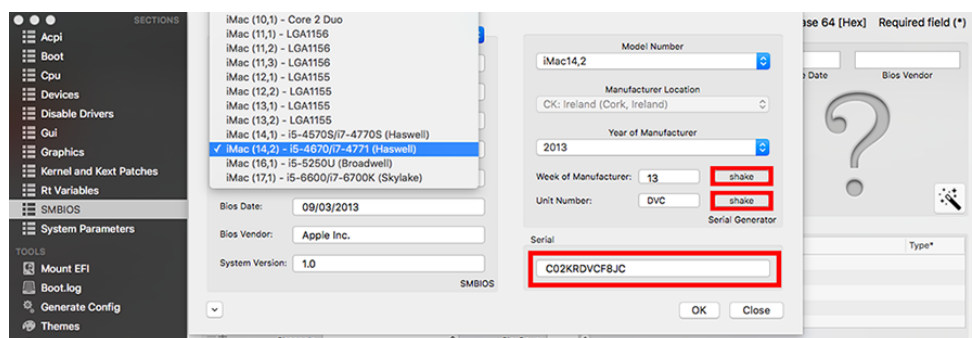 SECTIONS
Acpi
Boot
Cpu
Devices
Disable Drivers
Gui
Graphics
Kernel and Kext Patches
Rt Variables
SMBIOS
System Parameters
TOOLS
Mount EFI
Boot.log
Generate Config
Themes
iMac (10,1) - Core 2 Duo
iMac (11,1) - LGA1156
iMac (11,2) - LGA1156
iMac (11,3) - LGA1156
iMac (12,1) - LGA1155
iMac (12,2) - LGA1155
iMac (13,1) - LGA1155
iMac (13,2) - LGA1155
iMac (14,1) - i5-4570S/i7-4770S (Haswell)
✓ iMac (14,2) - i5-4670/i7-4771 (Haswell)
iMac (16,1) - i5-5250U (Broadwell)
iMac (17,1) - i5-6600/i7-6700K (Skylake)
Bios Date: 09/03/2013
Bios Vendor: Apple Inc.
System Version: 1.0
SMBIOS
Model Number
iMac14,2
Manufacturer Location
CK: Ireland (Cork, Ireland)
Year of Manufacturer
2013
Week of Manufacturer: 13 shake
Unit Number: DVC shake
Serial Generator
Serial
C02KRDVCF8JC
OK Close
ase 64 [Hex] Required field (*)
Date Bios Vendor
?
Type*